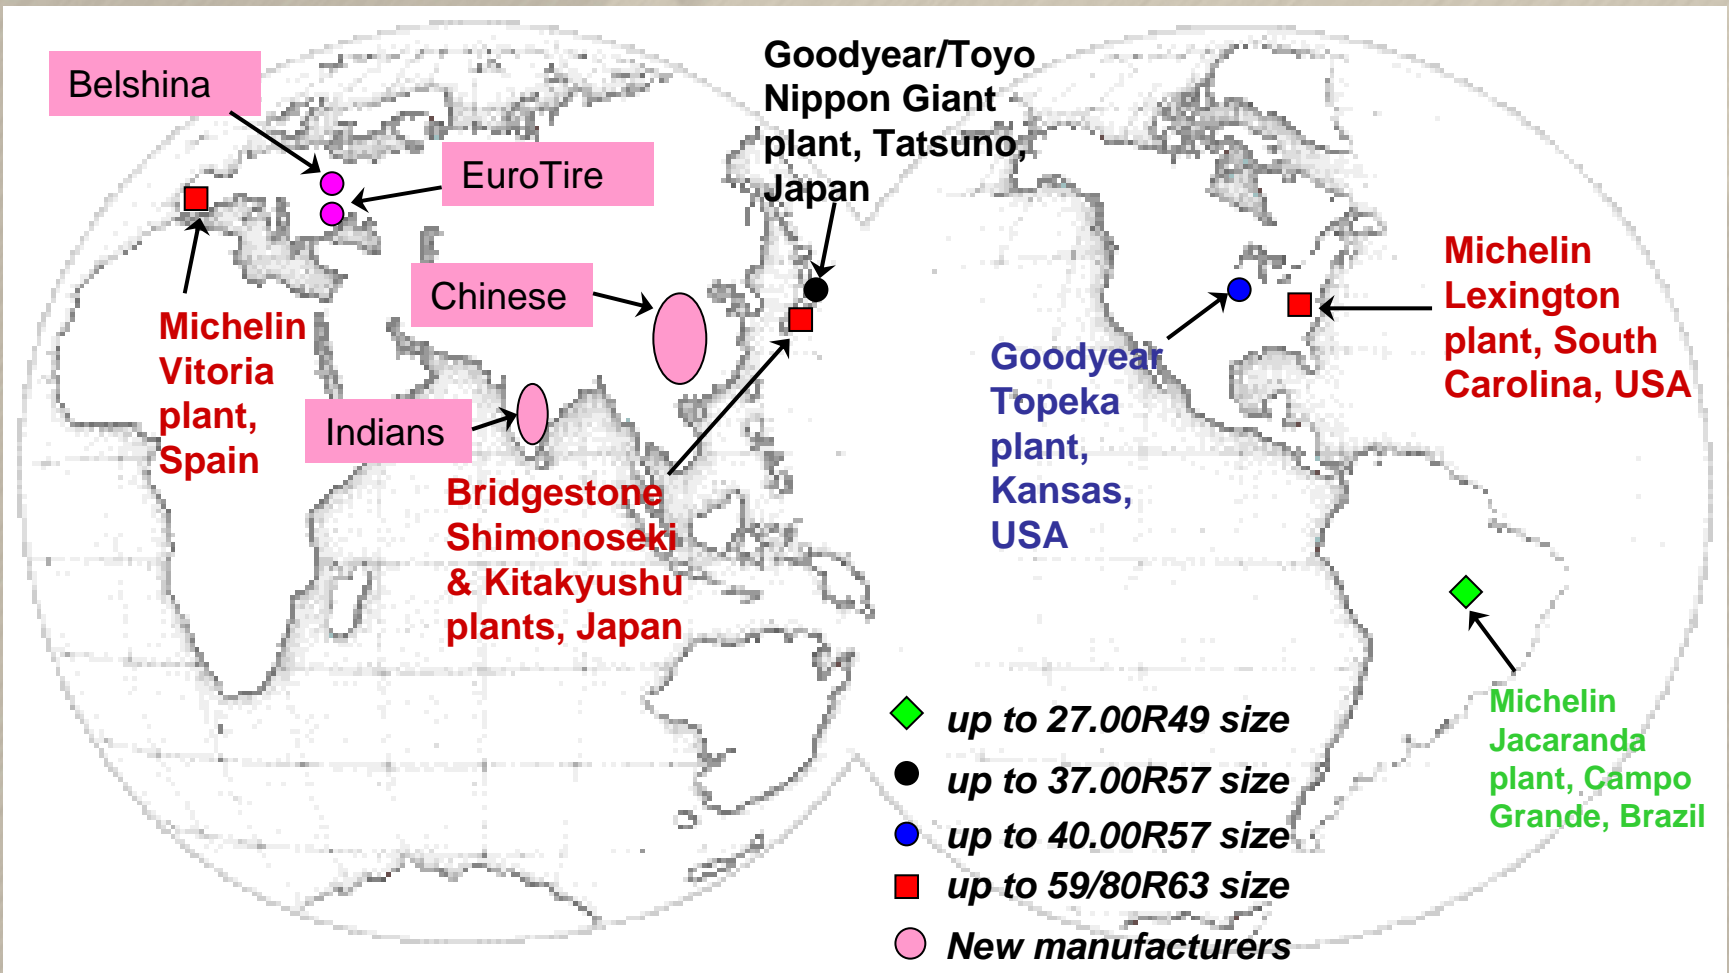 Belshina
EuroTire
Goodyear/Toyo
Nippon Giant
plant, Tatsuno,
Japan
Chinese
Indians
Michelin
Vitoria
plant,
Spain
Bridgestone
Shimonoseki
& Kitakyushu
plants, Japan
Goodyear
Topeka
plant,
Kansas,
USA
Michelin
Lexington
plant, South
Carolina, USA
Michelin
Jacaranda
plant, Campo
Grande, Brazil
up to 27.00R49 size
up to 37.00R57 size
up to 40.00R57 size
up to 59/80R63 size
New manufacturers